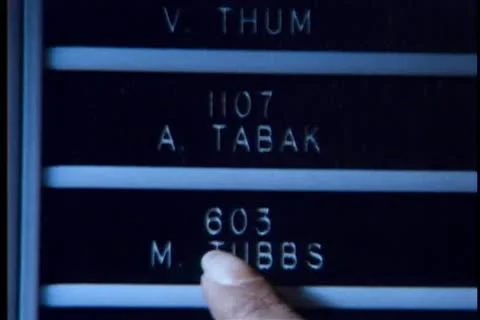 V. THUM
1107
A. TABAK
603
M. TUBBS